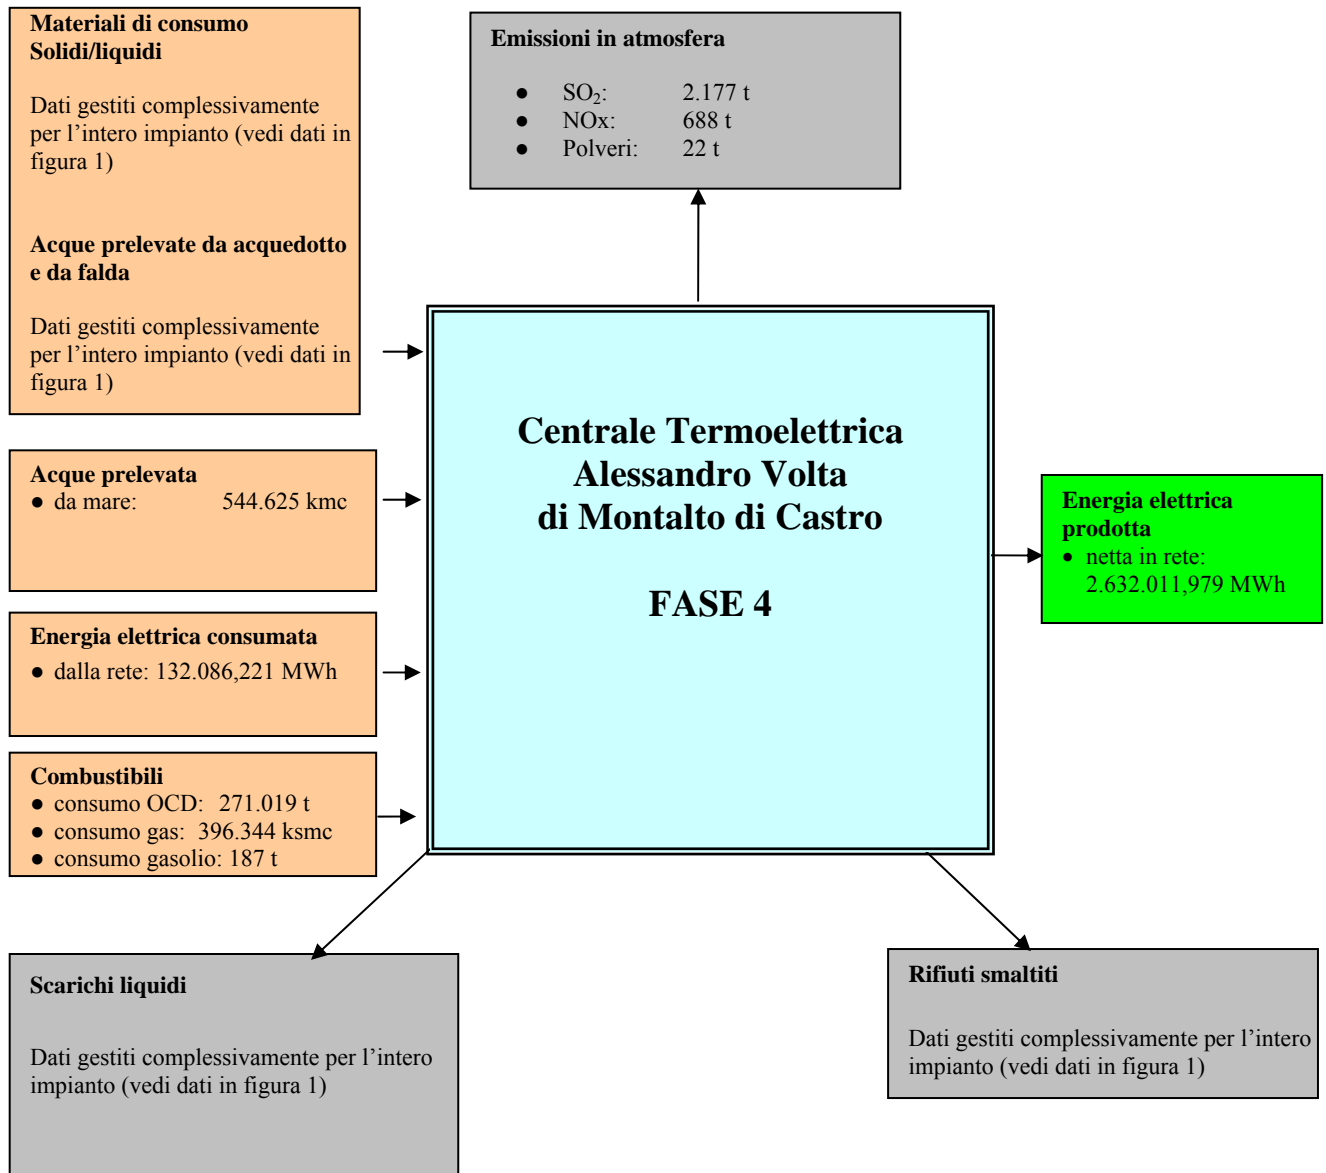 Materiali di consumo
Solidi/liquidi
Dati gestiti complessivamente
per l’intero impianto (vedi dati in
figura 1)
Acque prelevate da acquedotto
e da falda
Dati gestiti complessivamente
per l’intero impianto (vedi dati in
figura 1)
Emissioni in atmosfera
● SO₂: 2.177 t
● NOx: 688 t
● Polveri: 22 t
Acque prelevata
● da mare: 544.625 kmc
Energia elettrica consumata
● dalla rete: 132.086,221 MWh
Combustibili
● consumo OCD: 271.019 t
● consumo gas: 396.344 ksmc
● consumo gasolio: 187 t
Centrale Termoelettrica
Alessandro Volta
di Montalto di Castro
FASE 4
Energia elettrica
prodotta
● netta in rete:
2.632.011,979 MWh
Scarichi liquidi
Dati gestiti complessivamente per l’intero
impianto (vedi dati in figura 1)
Rifiuti smaltiti
Dati gestiti complessivamente per l’intero
impianto (vedi dati in figura 1)